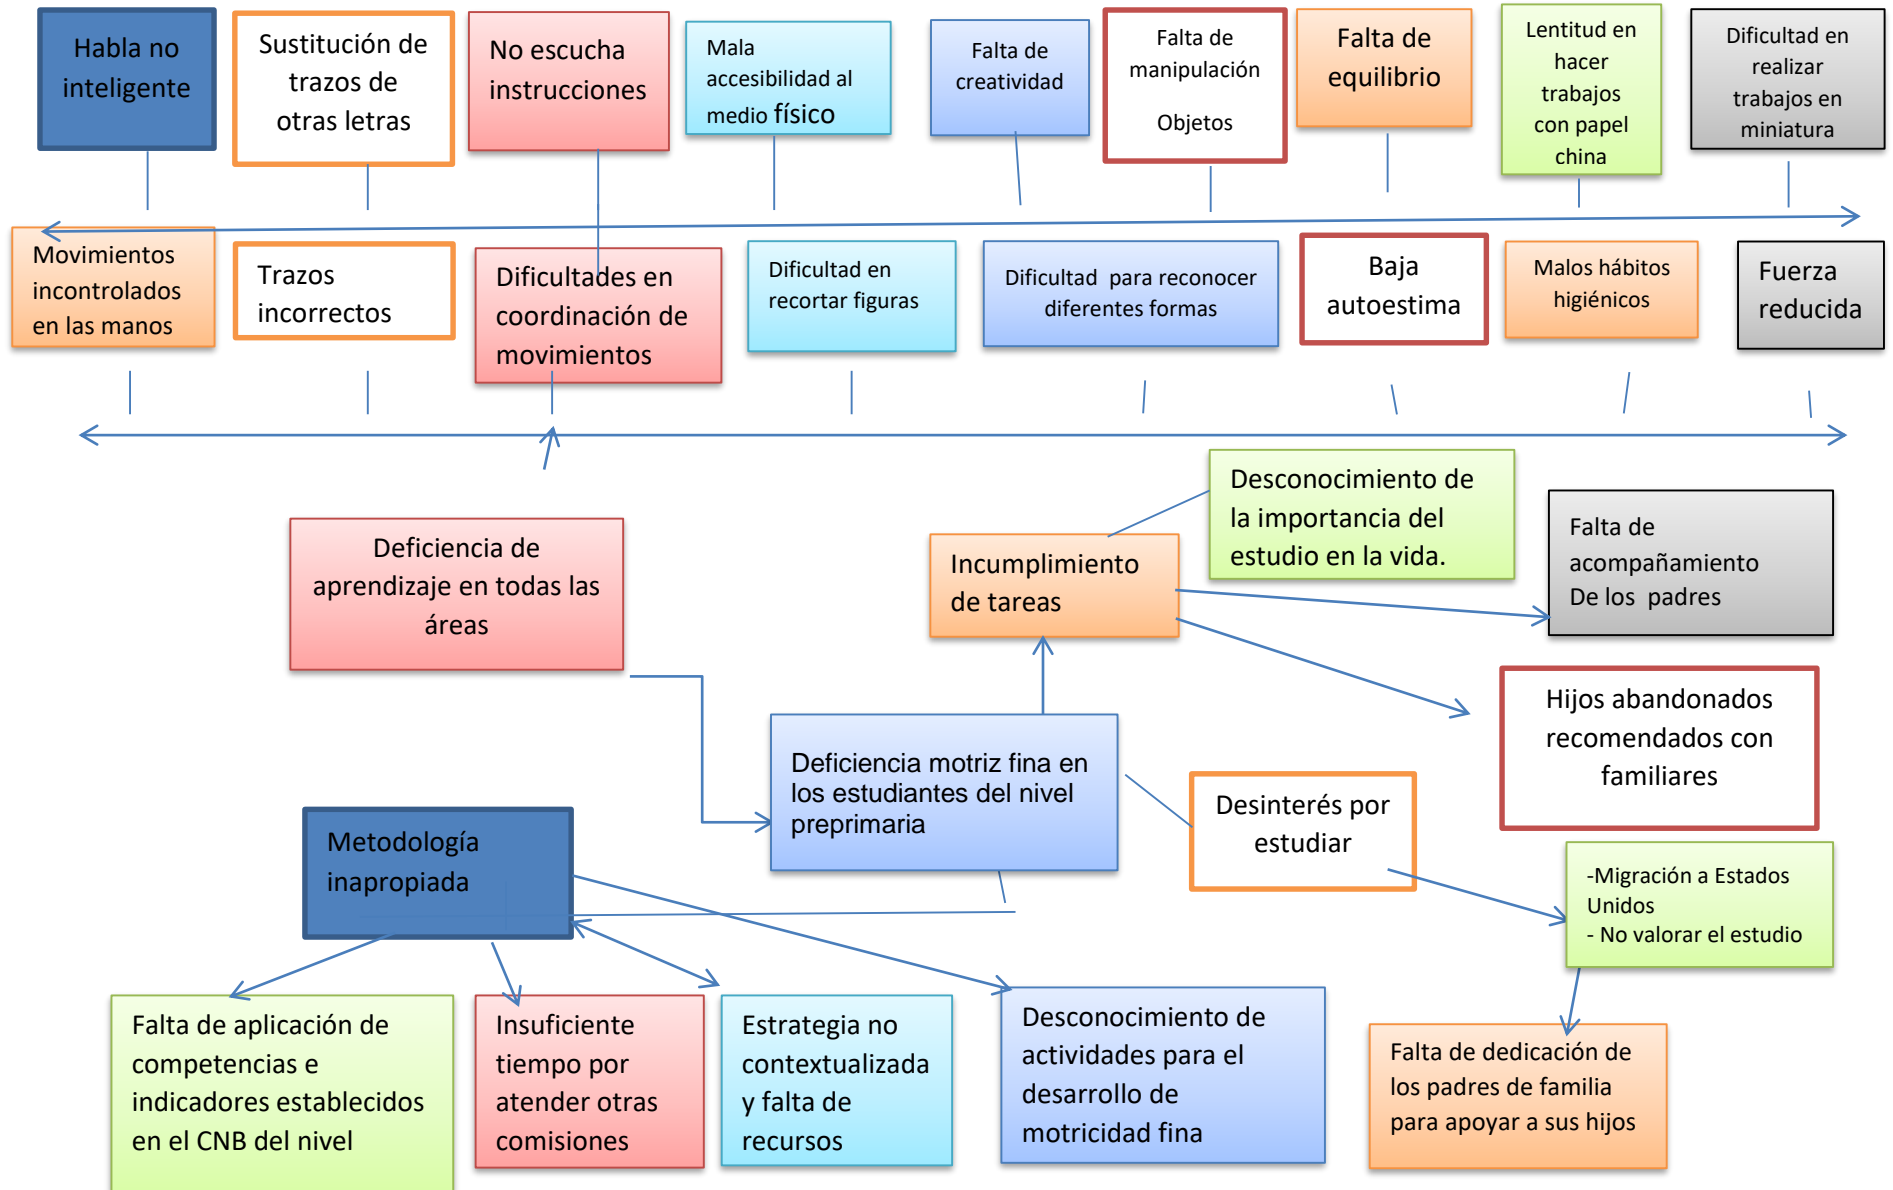 Habla no
inteligente
Sustitución de
trazos de
otras letras
No escucha
instrucciones
Mala
accesibilidad al
medio físico
Falta de
creatividad
Falta de
manipulación
Objetos
Falta de
equilibrio
Lentitud en
hacer
trabajos
con papel
china
Dificultad en
realizar
trabajos en
miniatura
Movimientos
incontrolados
en las manos
Trazos
incorrectos
Dificultades en
coordinación de
movimientos
Dificultad en
recortar figuras
Dificultad para reconocer
diferentes formas
Baja
autoestima
Malos hábitos
higiénicos
Fuerza
reducida
Deficiencia de
aprendizaje en todas las
áreas
Incumplimiento
de tareas
Desconocimiento de
la importancia del
estudio en la vida.
Falta de
acompañamiento
De los padres
Hijos abandonados
recomendados con
familiares
Deficiencia motriz fina en
los estudiantes del nivel
preprimaria
Desinterés por
estudiar
Metodología
inapropiada
-Migración a Estados
Unidos
- No valorar el estudio
Falta de aplicación de
competencias e
indicadores establecidos
en el CNB del nivel
Insuficiente
tiempo por
atender otras
comisiones
Estrategia no
contextualizada
y falta de
recursos
Desconocimiento de
actividades para el
desarrollo de
motricidad fina
Falta de dedicación de
los padres de familia
para apoyar a sus hijos